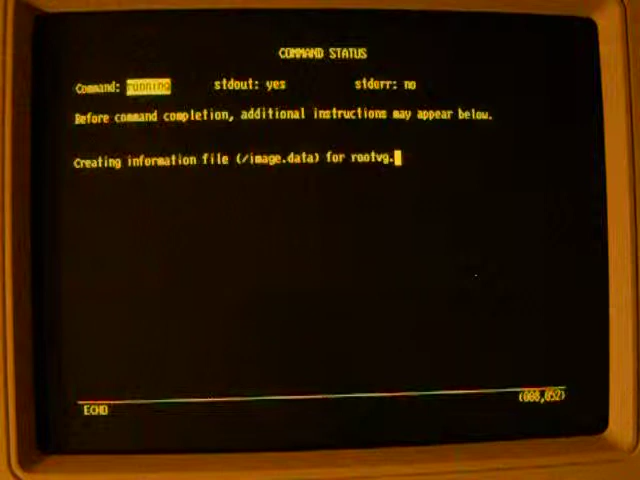 COMMAND STATUS
Command: running stdout: yes stderr: no
Before command completion, additional instructions may appear below.
Creating information file (/image.data) for rootvg.
(008,052)
ECHO